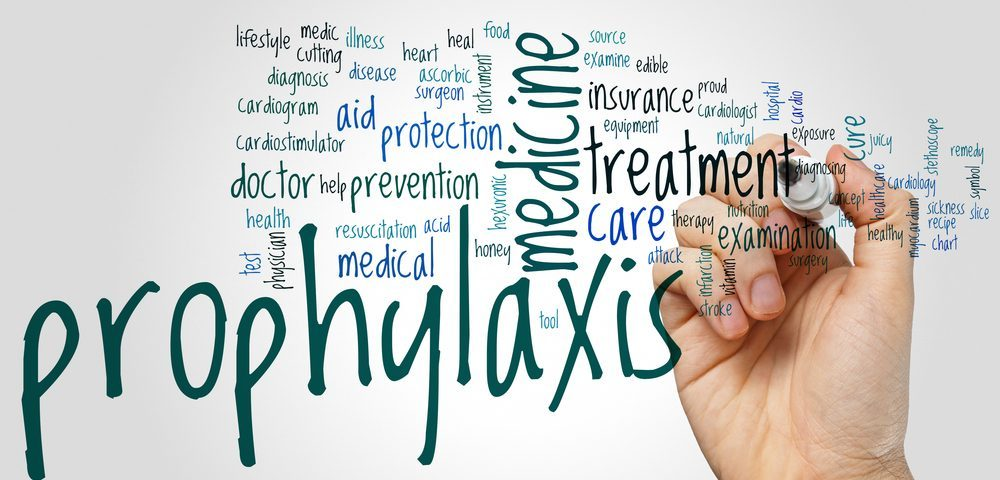 lifestyle
medic
cutting
illness
heart
heal
food
source
examine
edible
diagnosis
disease
ascorbic
surgeon
instrument
medicine
insurance
proud
cardiologist
hospital
cardio
cardiogram
aid
protection
equipment
natural
exposure
cure
juicy
stethoscope
remedy
cardiostimulator
treatment
diagnosing
doctor
help
prevention
hexuronic
concept
healthcare
cardiology
symbol
health
resuscitation
acid
care
therapy
nutrition
life
myocardium
sickness
slice
recipe
test
physician
medical
honey
attack
examination
healthy
chart
infarction
vitamin
surgery
stroke
tool
prophylaxis